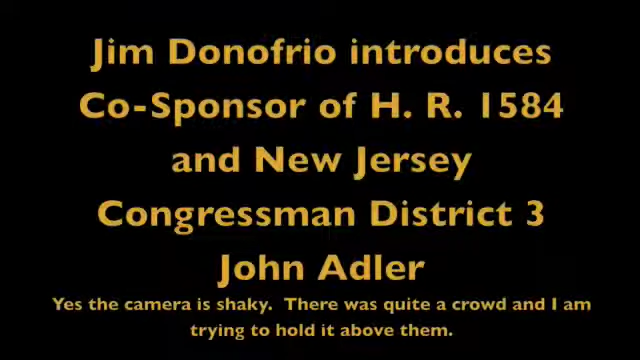 Jim Donofrio introduces
Co-Sponsor of H. R. 1584
and New Jersey
Congressman District 3
John Adler
Yes the camera is shaky.  There was quite a crowd and I am
trying to hold it above them.